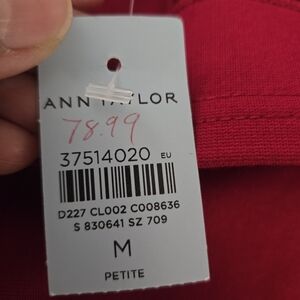 ANN TAYLOR
78.99
37514020 EU
D227 CL002 C008636
S 830641 SZ 709
M
PETITE